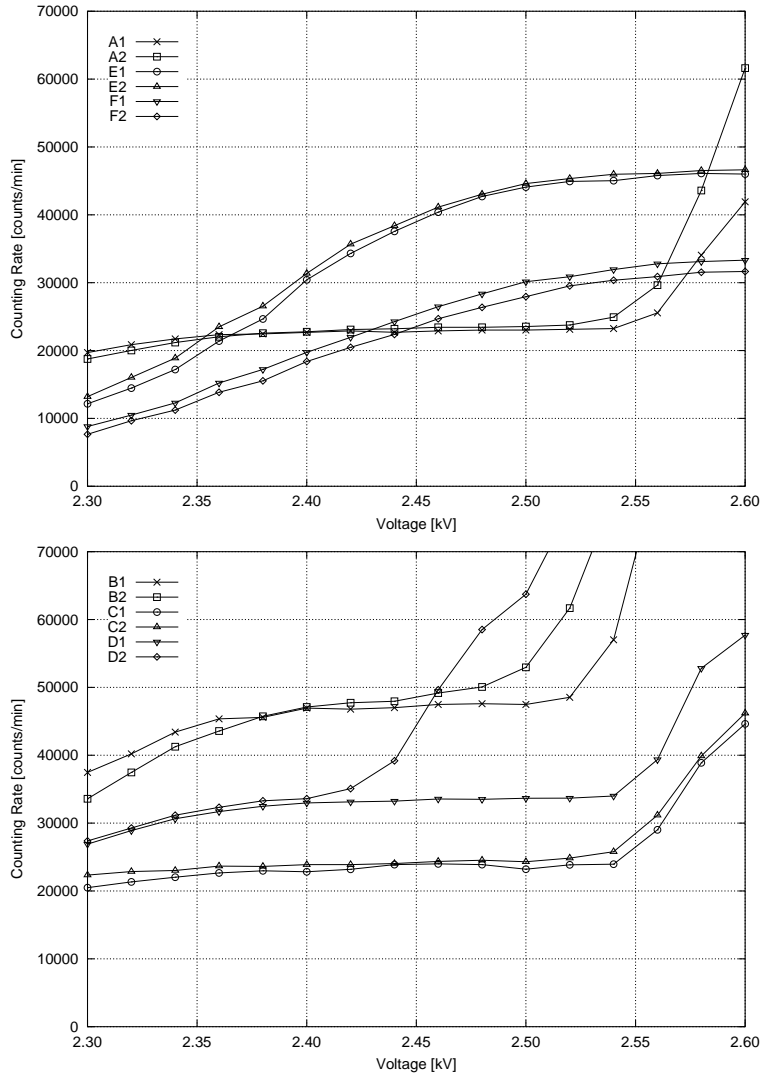 70000
60000
50000
40000
30000
20000
10000
0
Counting Rate [counts/min]
A1
A2
E1
E2
F1
F2
2.30 2.35 2.40 2.45 2.50 2.55 2.60
Voltage [kV]
70000
60000
50000
40000
30000
20000
10000
0
Counting Rate [counts/min]
B1
B2
C1
C2
D1
D2
2.30 2.35 2.40 2.45 2.50 2.55 2.60
Voltage [kV]